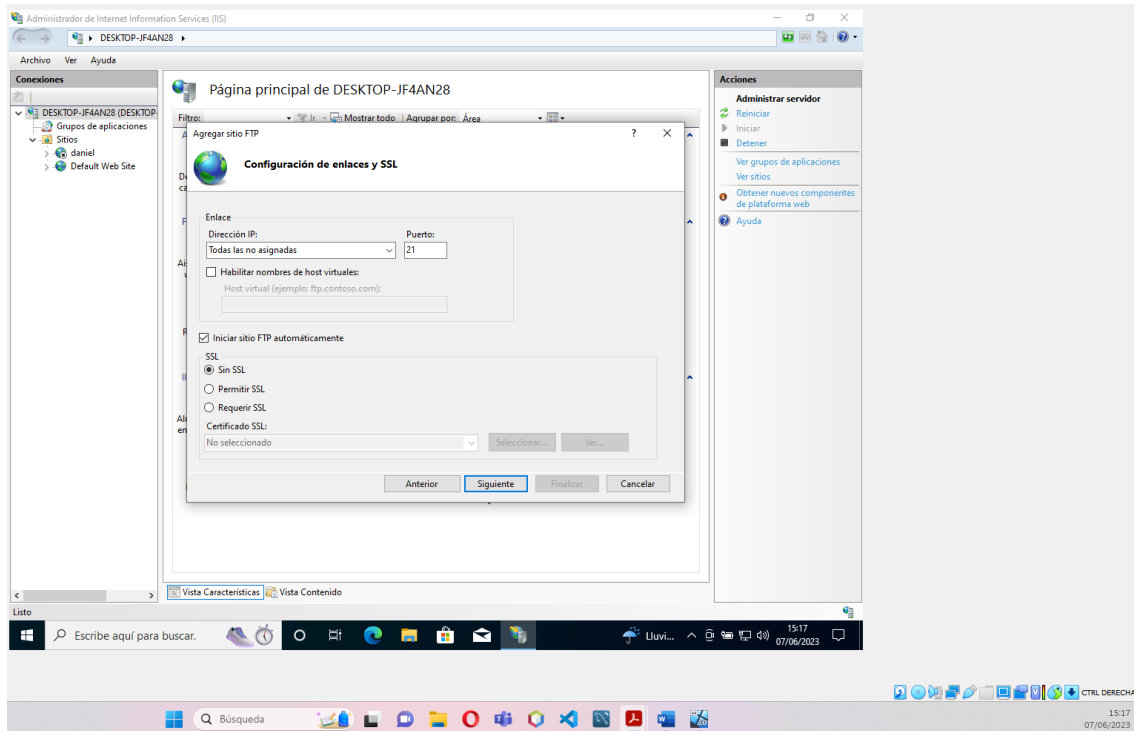 Administrador de Internet Information Services (IIS)
DESKTOP-JF4AN28
Archivo Ver Ayuda
Conexiones
DESKTOP-JF4AN28 (DESKTOP-
Grupos de aplicaciones
Sitios
daniel
Default Web Site
Página principal de DESKTOP-JF4AN28
Filtro: Ir Mostrar todo Agrupar por: Área
Agregar sitio FTP
Configuración de enlaces y SSL
Enlace
Dirección IP: Puerto:
Todas las no asignadas 21
Habilitar nombres de host virtuales:
Host virtual (ejemplo: ftp.contoso.com):
Iniciar sitio FTP automáticamente
SSL
Sin SSL
Permitir SSL
Requerir SSL
Certificado SSL:
No seleccionado Seleccionar... Ver...
Anterior Siguiente Finalizar Cancelar
Vista Características Vista Contenido
Acciones
Administrar servidor
Reiniciar
Iniciar
Detener
Ver grupos de aplicaciones
Ver sitios
Obtener nuevos componentes
de plataforma web
Ayuda
Listo
Escribe aquí para buscar.
Lluvi... 15:17
07/06/2023
CTRL DERECHA
Búsqueda
15:17
07/06/2023